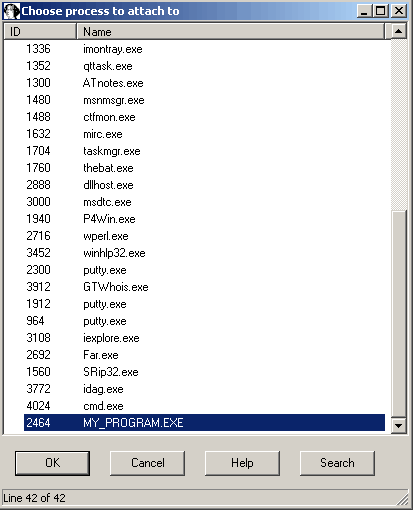 Choose process to attach to
ID Name
1336 imontray.exe
1352 qttask.exe
1300 ATnotes.exe
1480 msnmsgr.exe
1488 ctfmon.exe
1632 mirc.exe
1704 taskmgr.exe
1760 thebat.exe
2888 dllhost.exe
3000 msdtc.exe
1940 P4Win.exe
2716 wperl.exe
3452 winhlp32.exe
2300 putty.exe
3912 GTWhois.exe
1912 putty.exe
964 putty.exe
3108 iexplore.exe
2692 Far.exe
1560 SRip32.exe
3772 idag.exe
4024 cmd.exe
2464 MY_PROGRAM.EXE
OK Cancel Help Search
Line 42 of 42